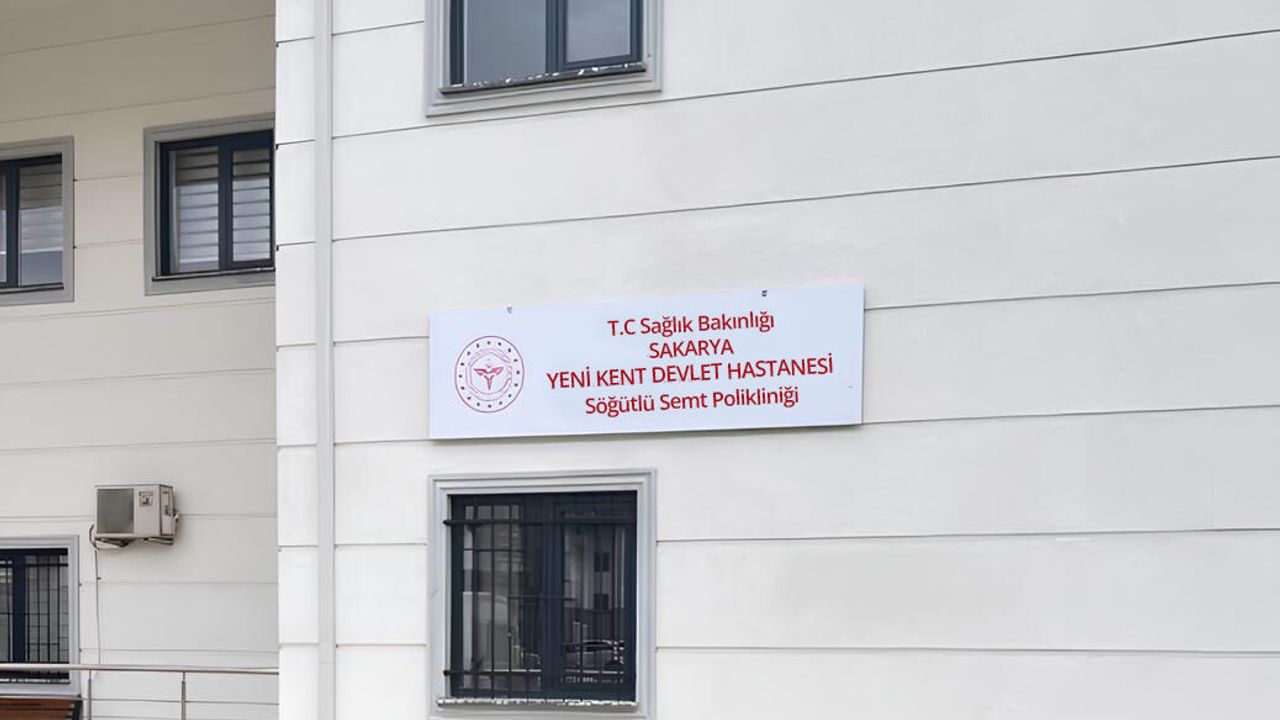 T.C Sağlık Bakınlığı
SAKARYA
YENİ KENT DEVLET HASTANESİ
Söğütlü Semt Polikliniği